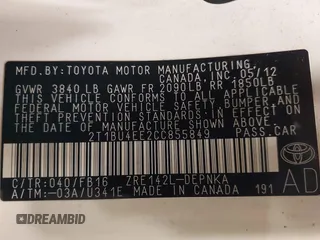 MFD.BY:TOYOTA MOTOR MANUFACTURING,
CANADA, INC. 05/12
GVWR 3840 LB GAWR FR 2090LB RR 1850LB
THIS VEHICLE CONFORMS TO ALL APPLICABLE
FEDERAL MOTOR VEHICLE SAFETY, BUMPER, AND
THEFT PREVENTION STANDARDS IN EFFECT ON
THE DATE OF MANUFACTURE SHOWN ABOVE.
2T1BU4EE2CC855849 PASS.CAR
C/TR:040/FB16 ZRE142L-DEPNKA
A/TM:-03A/U341E MADE IN CANADA 191
TOYOTA
AD
DREAMBID